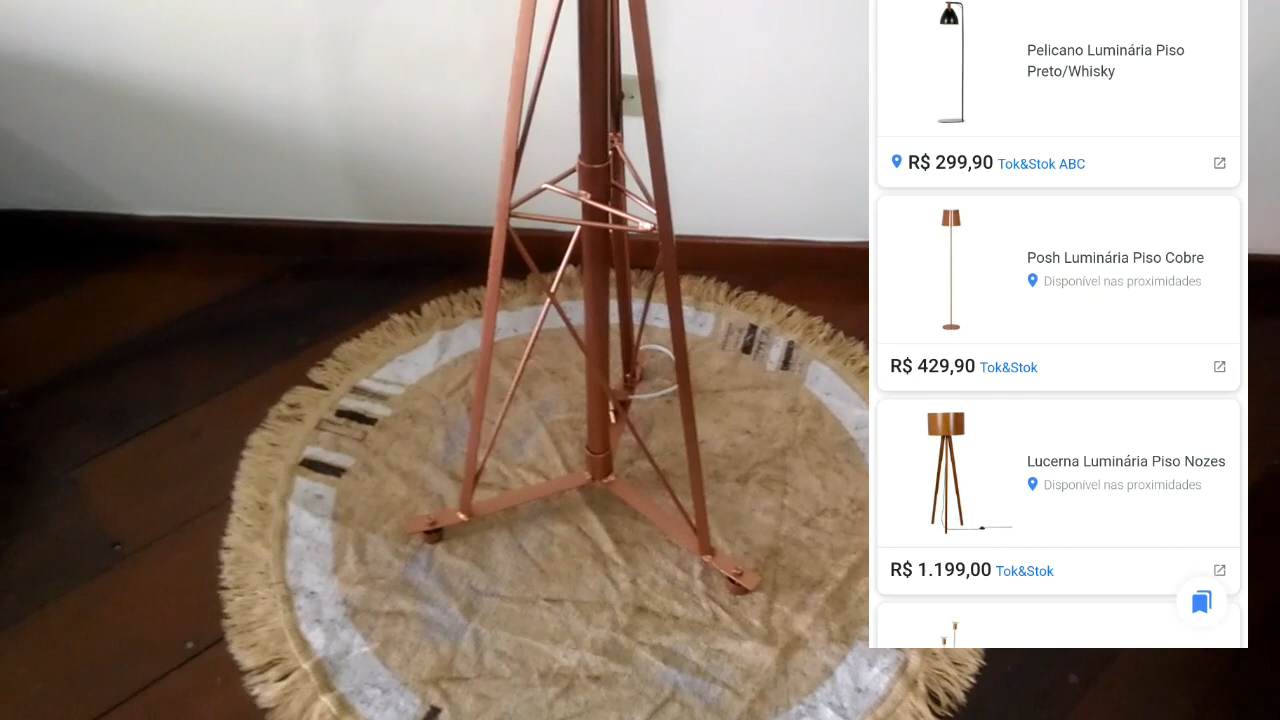 Pelicano Luminária Piso
Preto/Whisky
R$ 299,90 Tok&Stok ABC
Posh Luminária Piso Cobre
Disponível nas proximidades
R$ 429,90 Tok&Stok
Lucerna Luminária Piso Nozes
Disponível nas proximidades
R$ 1.199,00 Tok&Stok